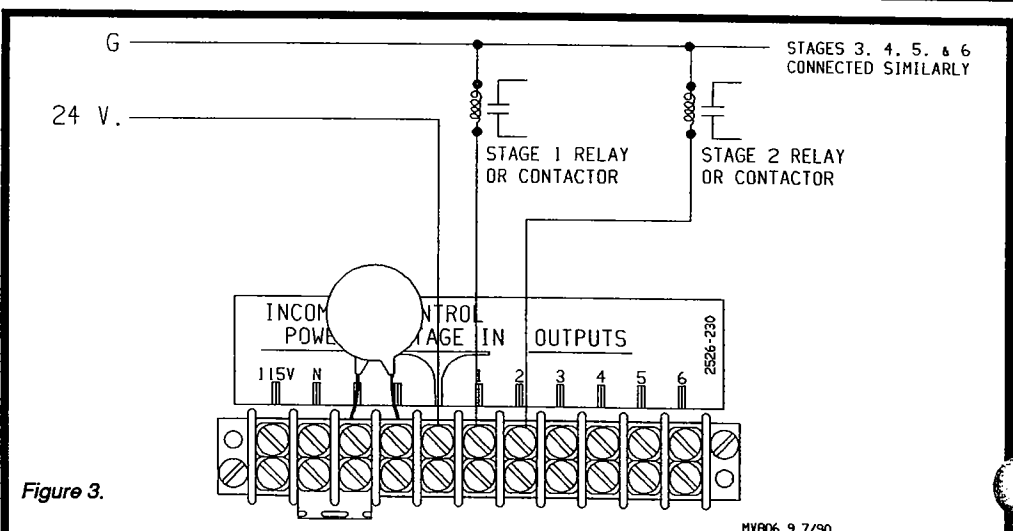 G
STAGES 3. 4. 5. & 6
CONNECTED SIMILARLY
24 V.
STAGE 1 RELAY
OR CONTACTOR
STAGE 2 RELAY
OR CONTACTOR
INCOM NTROL
POWE TAGE IN OUTPUTS
2526-230
115V N 1 2 3 4 5 6
Figure 3.
MV806 9 7/90